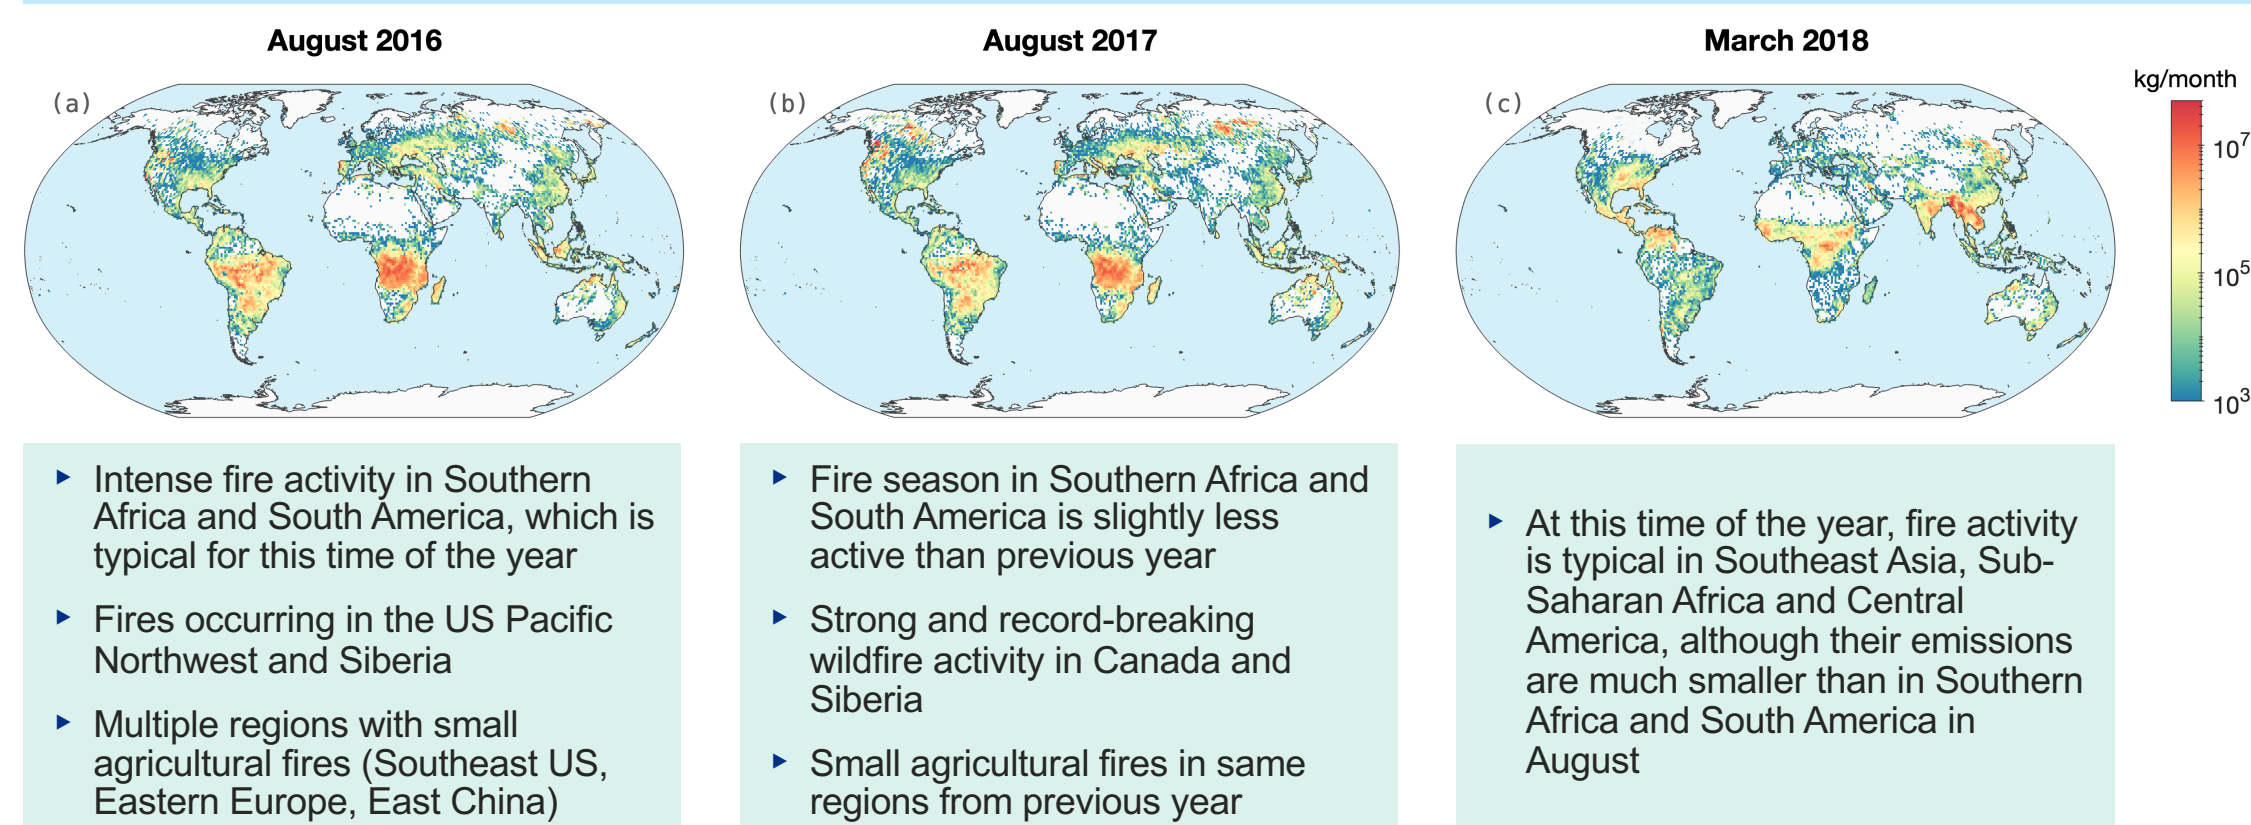 August 2016
August 2017
March 2018
kg/month
(a)
(b)
(c)
10^7
10^5
10^3
▸ Intense fire activity in Southern
Africa and South America, which is
typical for this time of the year
▸ Fires occurring in the US Pacific
Northwest and Siberia
▸ Multiple regions with small
agricultural fires (Southeast US,
Eastern Europe, East China)
▸ Fire season in Southern Africa and
South America is slightly less
active than previous year
▸ Strong and record-breaking
wildfire activity in Canada and
Siberia
▸ Small agricultural fires in same
regions from previous year
▸ At this time of the year, fire activity
is typical in Southeast Asia, Sub-
Saharan Africa and Central
America, although their emissions
are much smaller than in Southern
Africa and South America in
August